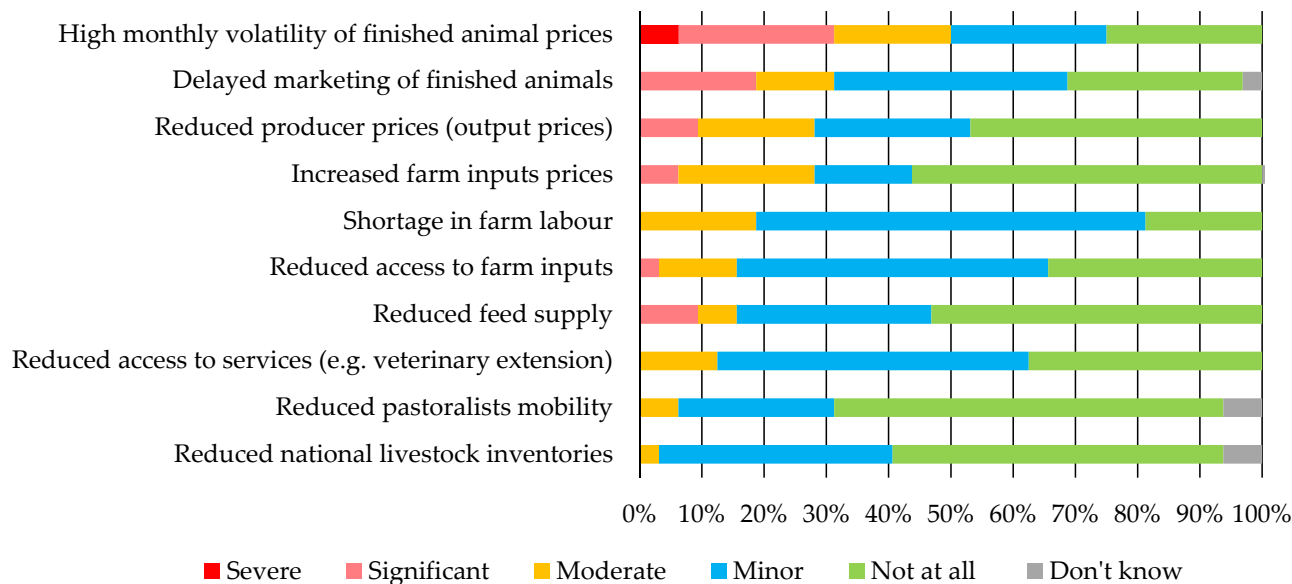 High monthly volatility of finished animal prices
Delayed marketing of finished animals
Reduced producer prices (output prices)
Increased farm inputs prices
Shortage in farm labour
Reduced access to farm inputs
Reduced feed supply
Reduced access to services (e.g. veterinary extension)
Reduced pastoralists mobility
Reduced national livestock inventories
0% 10% 20% 30% 40% 50% 60% 70% 80% 90% 100%
Severe Significant Moderate Minor Not at all Don't know